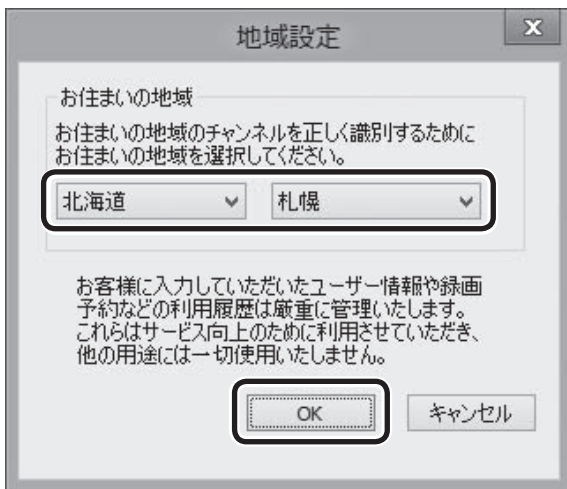 地域設定
x
お住まいの地域
お住まいの地域のチャンネルを正しく識別するために
お住まいの地域を選択してください。
北海道 札幌
お客様に入力していただいたユーザー情報や録画
予約などの利用履歴は厳重に管理いたします。
これらはサービス向上のために利用させていただき、
他の用途には一切使用いたしません。
OK キャンセル